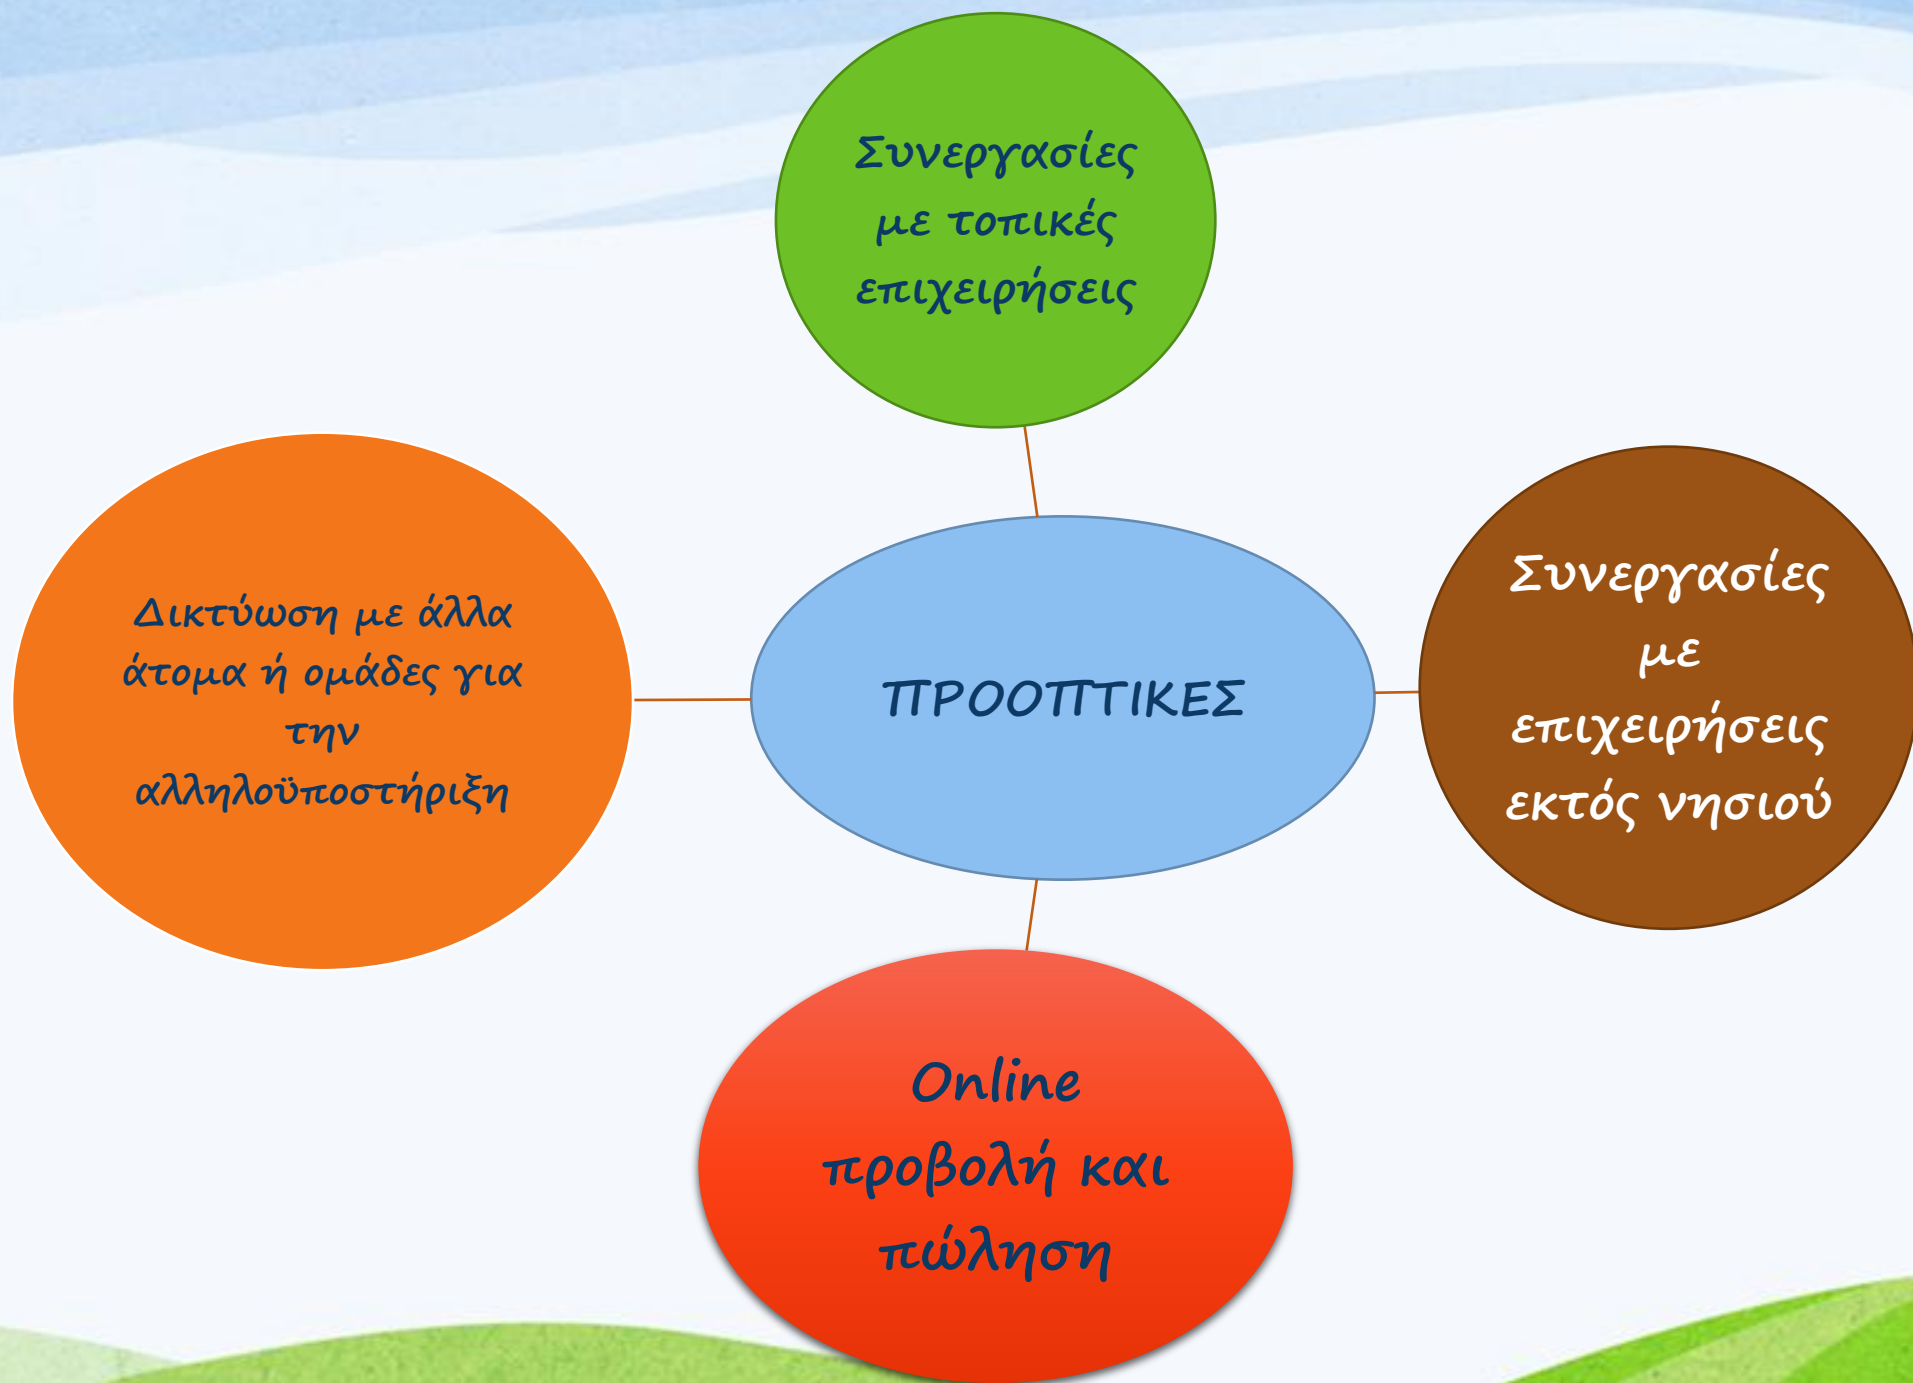 Συνεργασίες
με τοπικές
επιχειρήσεις
Δικτύωση με άλλα
άτομα ή ομάδες για
την
αλληλοϋποστήριξη
ΠΡΟΟΠΤΙΚΕΣ
Συνεργασίες
με
επιχειρήσεις
εκτός νησιού
Online
προβολή και
πώληση